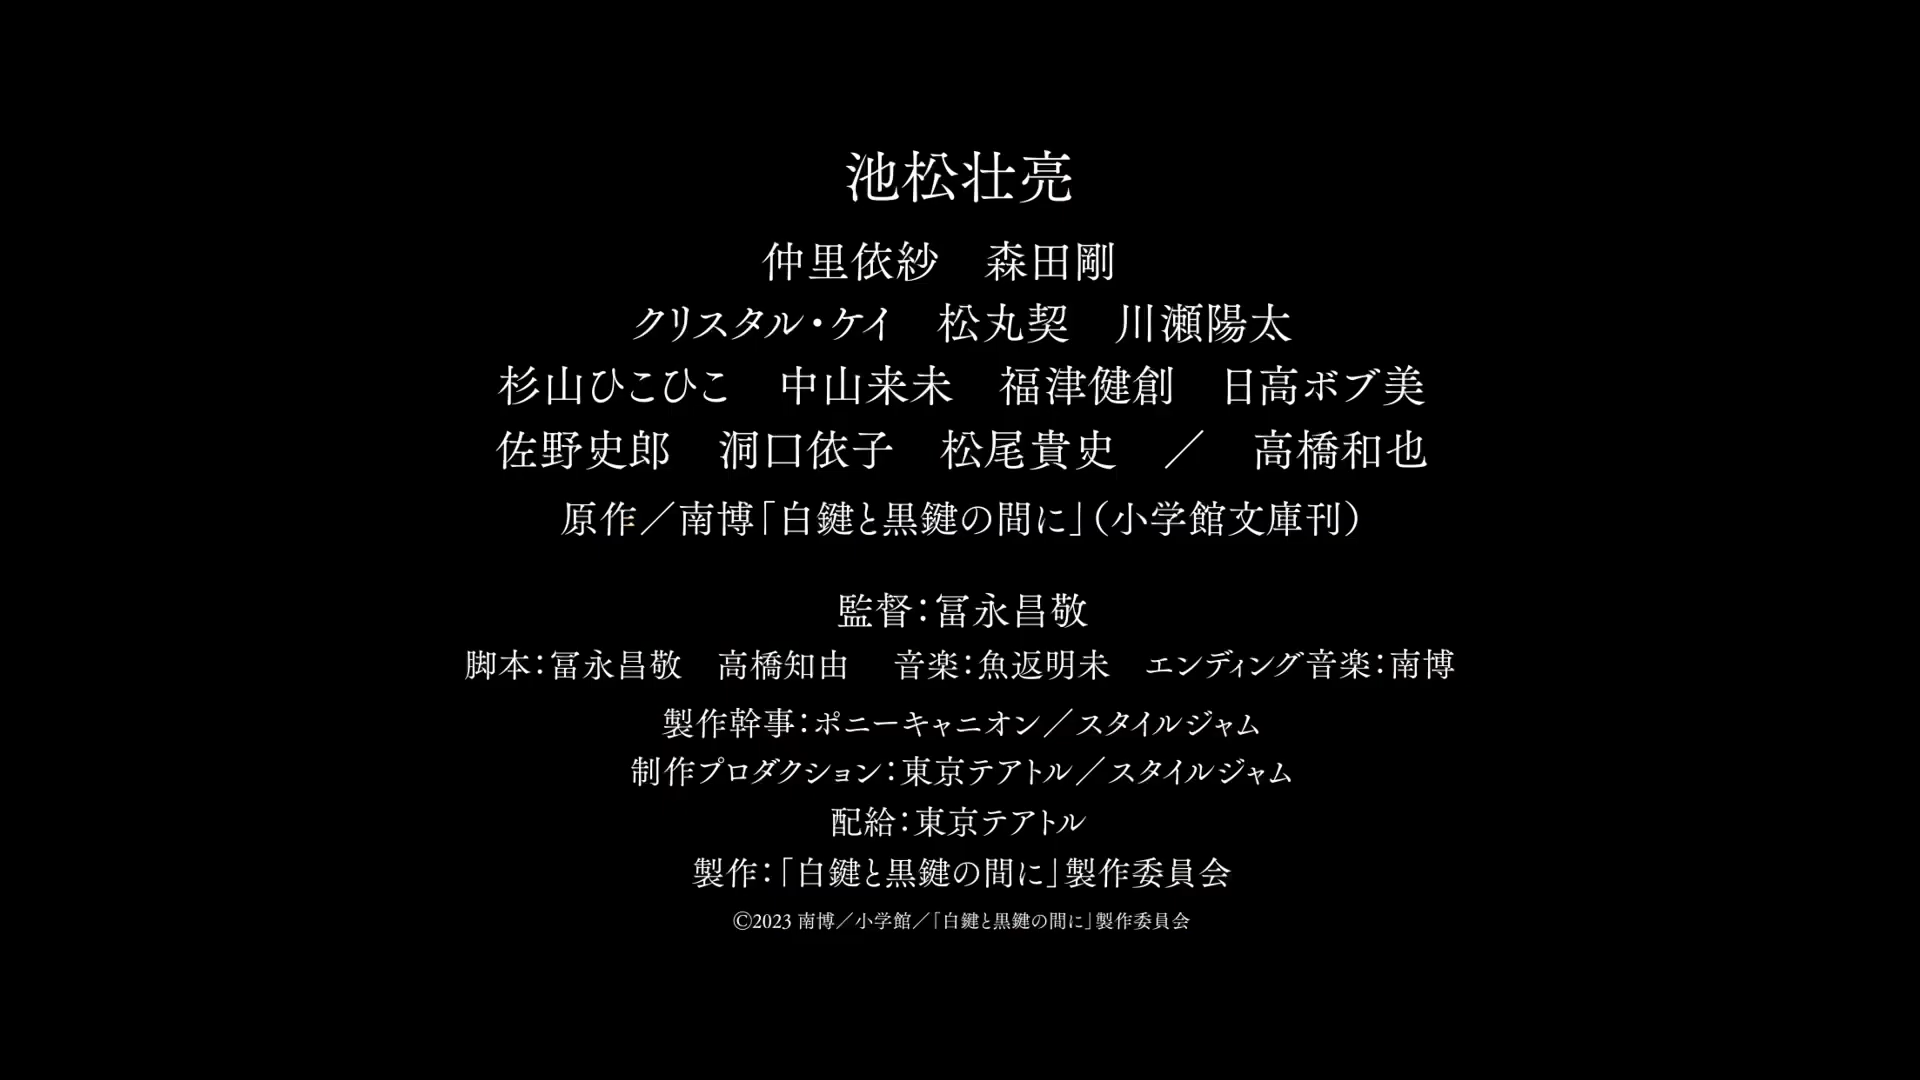 池松壮亮
仲里依紗　森田剛
クリスタル・ケイ　松丸契　川瀬陽太
杉山ひこひこ　中山来未　福津健創　日高ボブ美
佐野史郎　洞口依子　松尾貴史　／　高橋和也
原作／南博「白鍵と黒鍵の間に」（小学館文庫刊）
監督：冨永昌敬
脚本：冨永昌敬　高橋知由　音楽：魚返明未　エンディング音楽：南博
製作幹事：ポニーキャニオン／スタイルジャム
制作プロダクション：東京テアトル／スタイルジャム
配給：東京テアトル
製作：「白鍵と黒鍵の間に」製作委員会
©2023 南博／小学館／「白鍵と黒鍵の間に」製作委員会